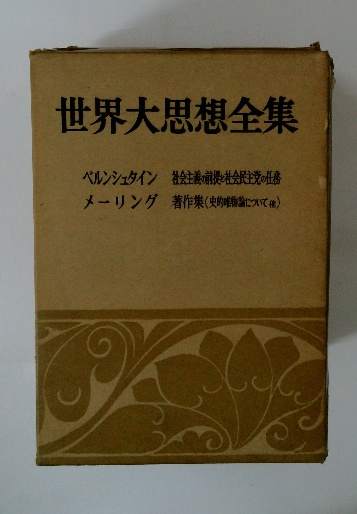 世界大思想全集
ベルンシュタイン 社会主義の前提と社会民主党の任務
メーリング 著作集(史的唯物論について他)